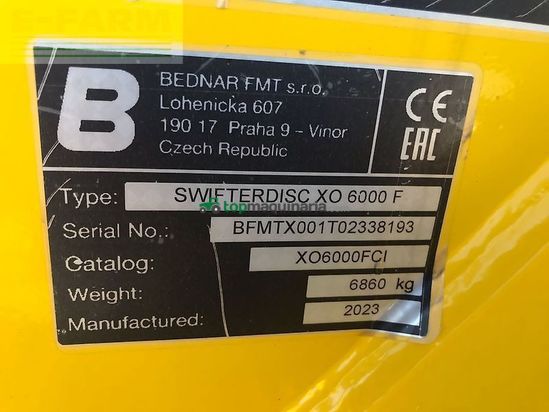 E-FARM
B
BEDNAR FMT s.r.o.
Lohenicka 607
190 17 Praha 9 - Vinor
Czech Republic
CE
EAC
Type: SWIFTERDISC XO 6000 F
topmaquinaria
Serial No.: BFMTX001T02338193
Catalog: XO6000FCI
Weight: 6860 kg
Manufactured: 2023